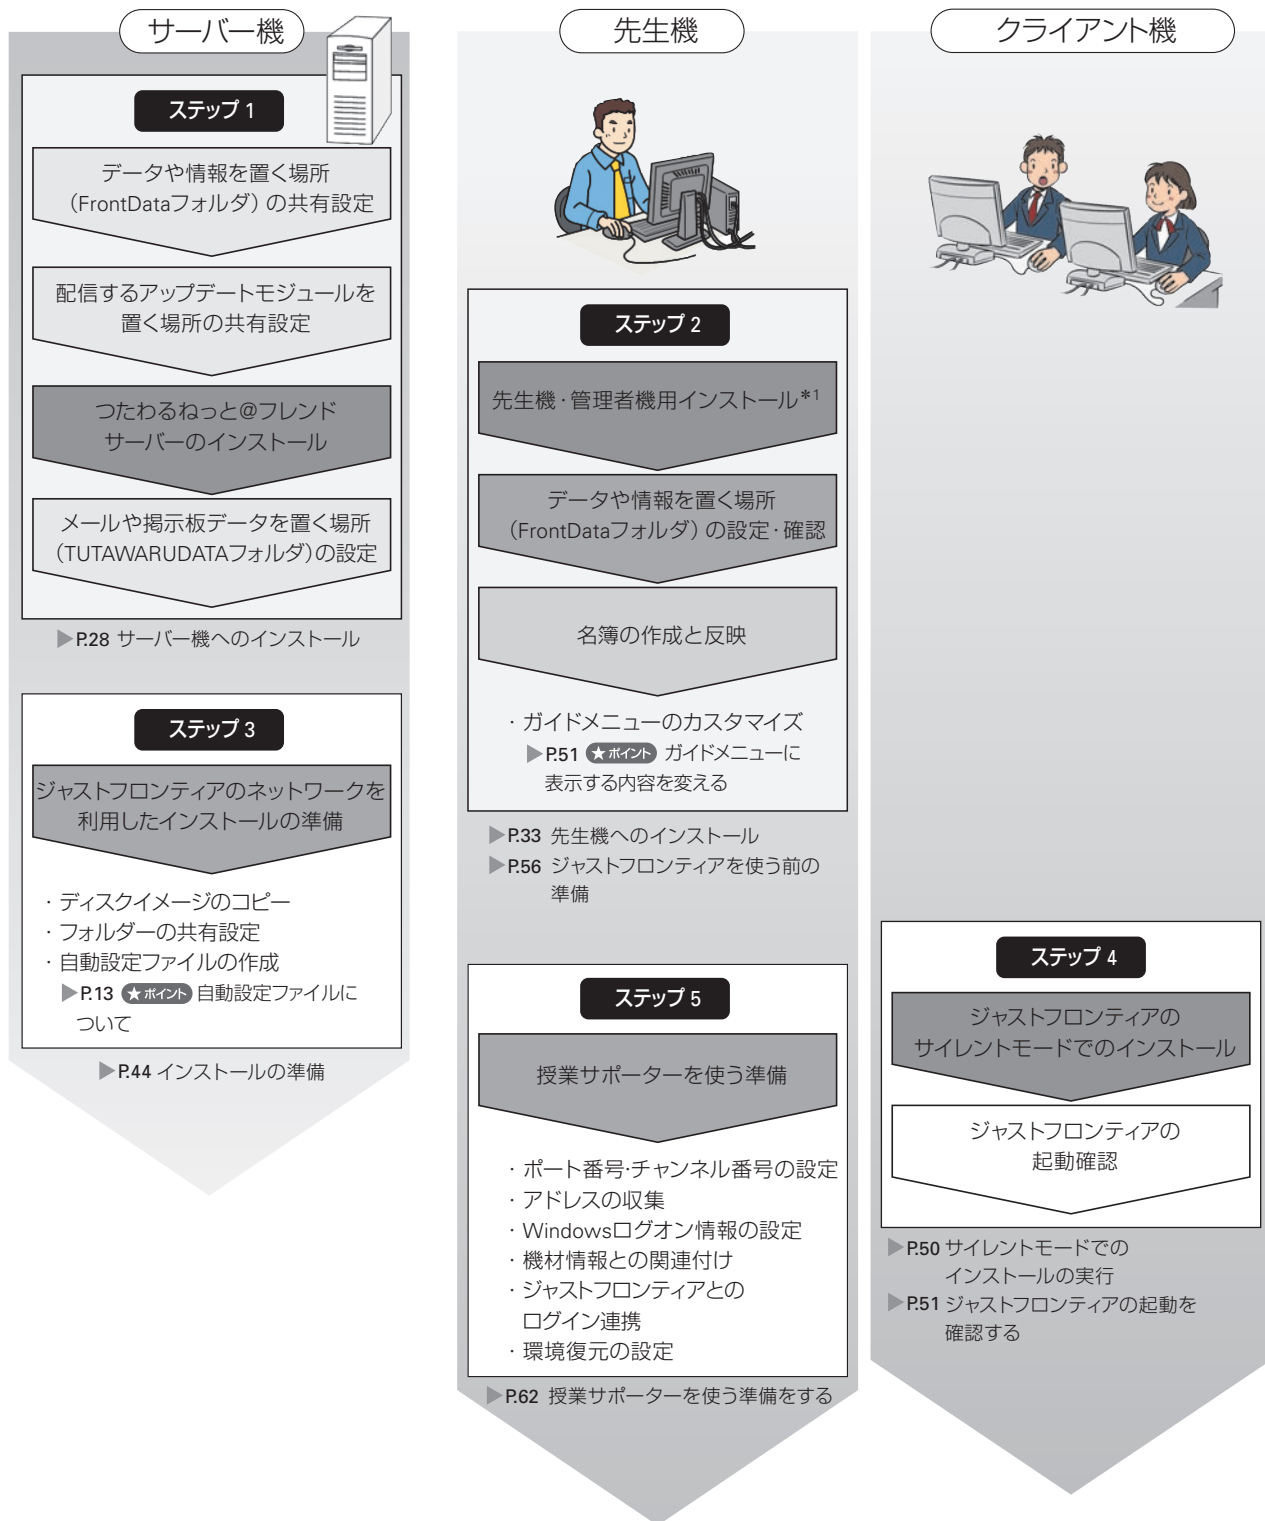 サーバー機
ステップ 1
データや情報を置く場所
（FrontDataフォルダ）の共有設定
配信するアップデートモジュールを
置く場所の共有設定
つたわるねっと@フレンド
サーバーのインストール
メールや掲示板データを置く場所
（TUTAWARUDATAフォルダ）の設定
▶P.28 サーバー機へのインストール
ステップ 3
ジャストフロンティアのネットワークを
利用したインストールの準備
・ディスクイメージのコピー
・フォルダーの共有設定
・自動設定ファイルの作成
▶P.13 ★ポイント 自動設定ファイルに
ついて
▶P.44 インストールの準備
先生機
ステップ 2
先生機・管理者機用インストール*1
データや情報を置く場所
（FrontDataフォルダ）の設定・確認
名簿の作成と反映
・ガイドメニューのカスタマイズ
▶P.51 ★ポイント ガイドメニューに
表示する内容を変える
▶P.33 先生機へのインストール
▶P.56 ジャストフロンティアを使う前の
準備
ステップ 5
授業サポーターを使う準備
・ポート番号・チャンネル番号の設定
・アドレスの収集
・Windowsログオン情報の設定
・機材情報との関連付け
・ジャストフロンティアとの
ログイン連携
・環境復元の設定
▶P.62 授業サポーターを使う準備をする
クライアント機
ステップ 4
ジャストフロンティアの
サイレントモードでのインストール
ジャストフロンティアの
起動確認
▶P.50 サイレントモードでの
インストールの実行
▶P.51 ジャストフロンティアの起動を
確認する